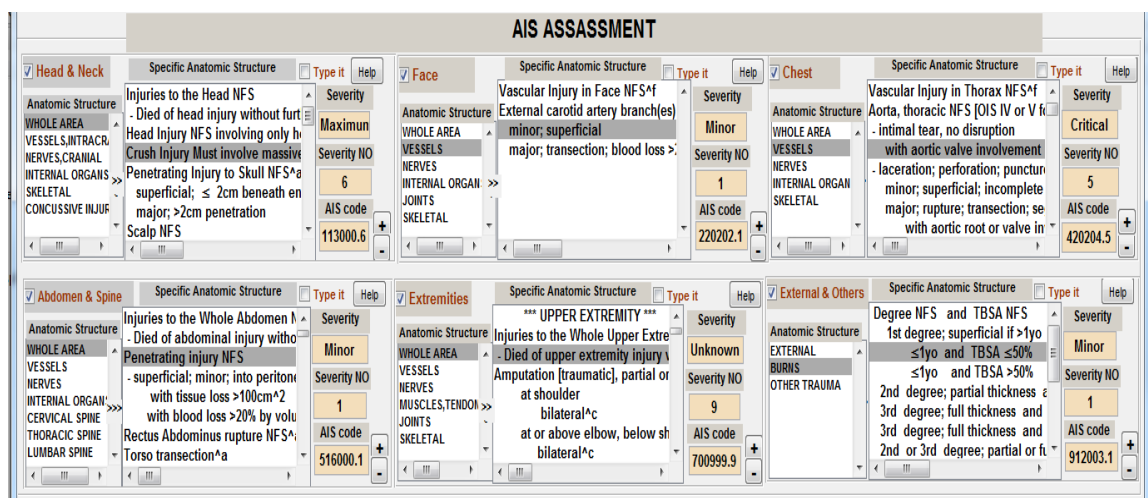 AIS ASSASSMENT
Head & Neck
Specific Anatomic Structure
Type it
Help
Anatomic Structure
WHOLE AREA
VESSELS,INTRACR
NERVES,CRANIAL
INTERNAL ORGANS
SKELETAL
CONCUSSIVE INJUR
>>
Injuries to the Head NFS
- Died of head injury without furt
Head Injury NFS involving only h
Crush Injury Must involve massive
Penetrating Injury to Skull NFS^a
superficial; ≤ 2cm beneath en
major; >2cm penetration
Scalp NFS
Severity
Maximun
Severity NO
6
AIS code
113000.6
+
-
Face
Specific Anatomic Structure
Type it
Help
Anatomic Structure
WHOLE AREA
VESSELS
NERVES
INTERNAL ORGAN
JOINTS
SKELETAL
>>
Vascular Injury in Face NFS^f
External carotid artery branch(es)
minor; superficial
major; transection; blood loss >
Severity
Minor
Severity NO
1
AIS code
220202.1
+
-
Chest
Specific Anatomic Structure
Type it
Help
Anatomic Structure
WHOLE AREA
VESSELS
NERVES
INTERNAL ORGAN
SKELETAL
Vascular Injury in Thorax NFS^f
Aorta, thoracic NFS [OIS IV or V fo
- intimal tear, no disruption
with aortic valve involvement
- laceration; perforation; puncture
minor; superficial; incomplete
major; rupture; transection; se
with aortic root or valve in
Severity
Critical
Severity NO
5
AIS code
420204.5
+
-
Abdomen & Spine
Specific Anatomic Structure
Type it
Help
Anatomic Structure
WHOLE AREA
VESSELS
NERVES
INTERNAL ORGAN
CERVICAL SPINE
THORACIC SPINE
LUMBAR SPINE
>>>
Injuries to the Whole Abdomen N
- Died of abdominal injury witho
Penetrating injury NFS
- superficial; minor; into peritone
with tissue loss >100cm^2
with blood loss >20% by volu
Rectus Abdominus rupture NFS^
Torso transection^a
Severity
Minor
Severity NO
1
AIS code
516000.1
+
-
Extremities
Specific Anatomic Structure
Type it
Help
Anatomic Structure
WHOLE AREA
VESSELS
NERVES
MUSCLES,TENDON
JOINTS
SKELETAL
>>
*** UPPER EXTREMITY ***
Injuries to the Whole Upper Extre
- Died of upper extremity injury v
Amputation [traumatic], partial or
at shoulder
bilateral^c
at or above elbow, below sh
bilateral^c
Severity
Unknown
Severity NO
9
AIS code
700999.9
+
-
External & Others
Specific Anatomic Structure
Type it
Help
Anatomic Structure
EXTERNAL
BURNS
OTHER TRAUMA
Degree NFS and TBSA NFS
1st degree; superficial if >1yo
≤1yo and TBSA ≤50%
≤1yo and TBSA >50%
2nd degree; partial thickness a
3rd degree; full thickness and
3rd degree; full thickness and
2nd or 3rd degree; partial or fu
Severity
Minor
Severity NO
1
AIS code
912003.1
+
-